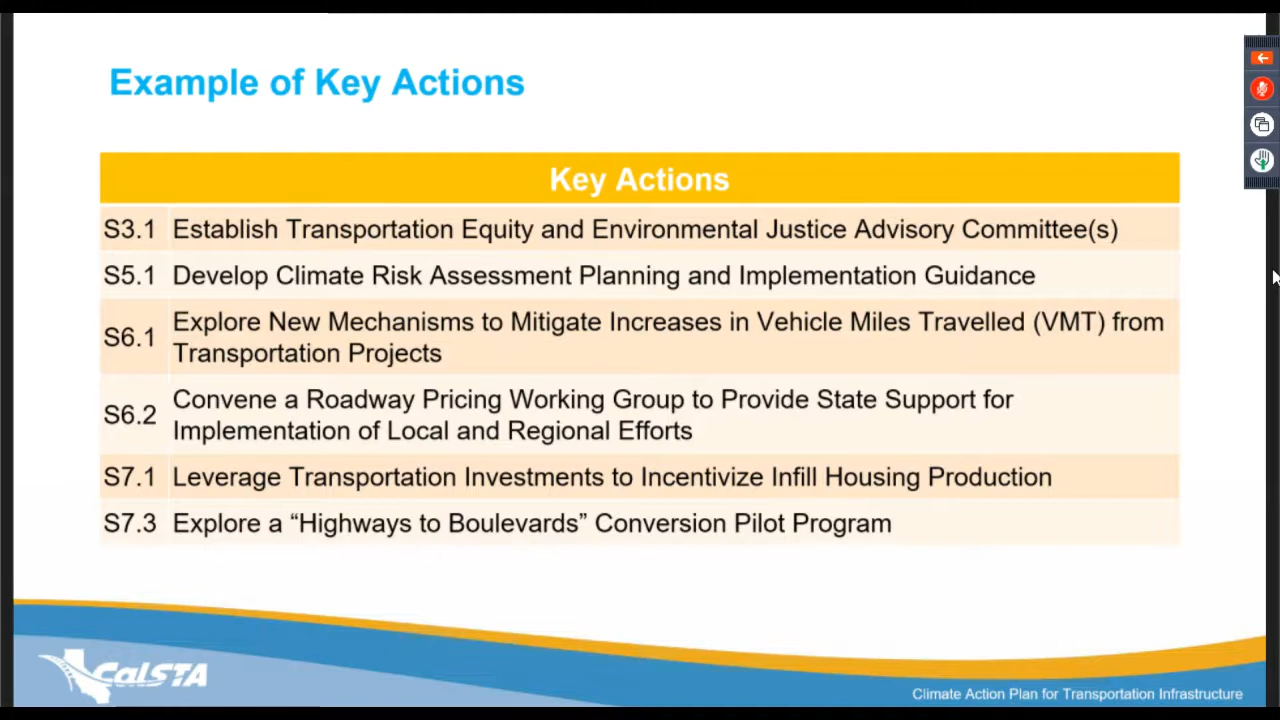 Example of Key Actions
Key Actions
S3.1 Establish Transportation Equity and Environmental Justice Advisory Committee(s)
S5.1 Develop Climate Risk Assessment Planning and Implementation Guidance
S6.1 Explore New Mechanisms to Mitigate Increases in Vehicle Miles Travelled (VMT) from
Transportation Projects
S6.2 Convene a Roadway Pricing Working Group to Provide State Support for
Implementation of Local and Regional Efforts
S7.1 Leverage Transportation Investments to Incentivize Infill Housing Production
S7.3 Explore a “Highways to Boulevards” Conversion Pilot Program
CalSTA
Climate Action Plan for Transportation Infrastructure